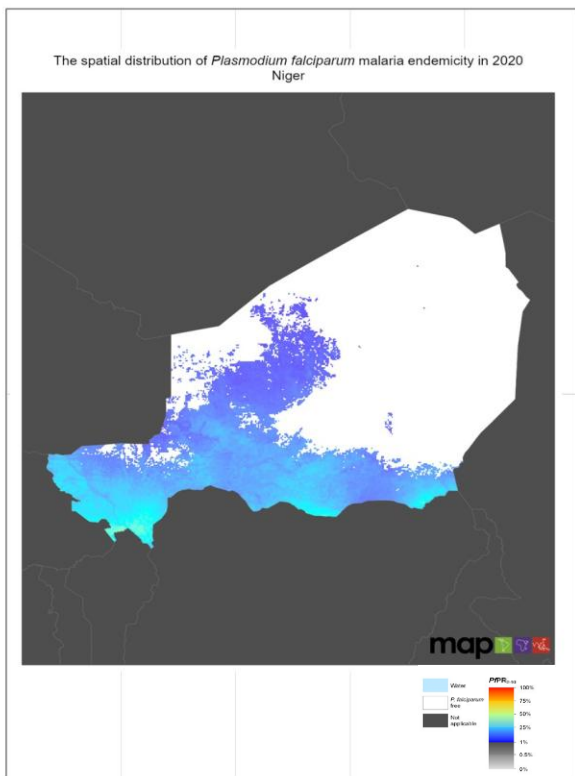 The spatial distribution of Plasmodium falciparum malaria endemicity in 2020
Niger
map
Water
P. falciparum
free
Not
applicable
PfPR
100%
75%
50%
25%
1%
0.5%
0%